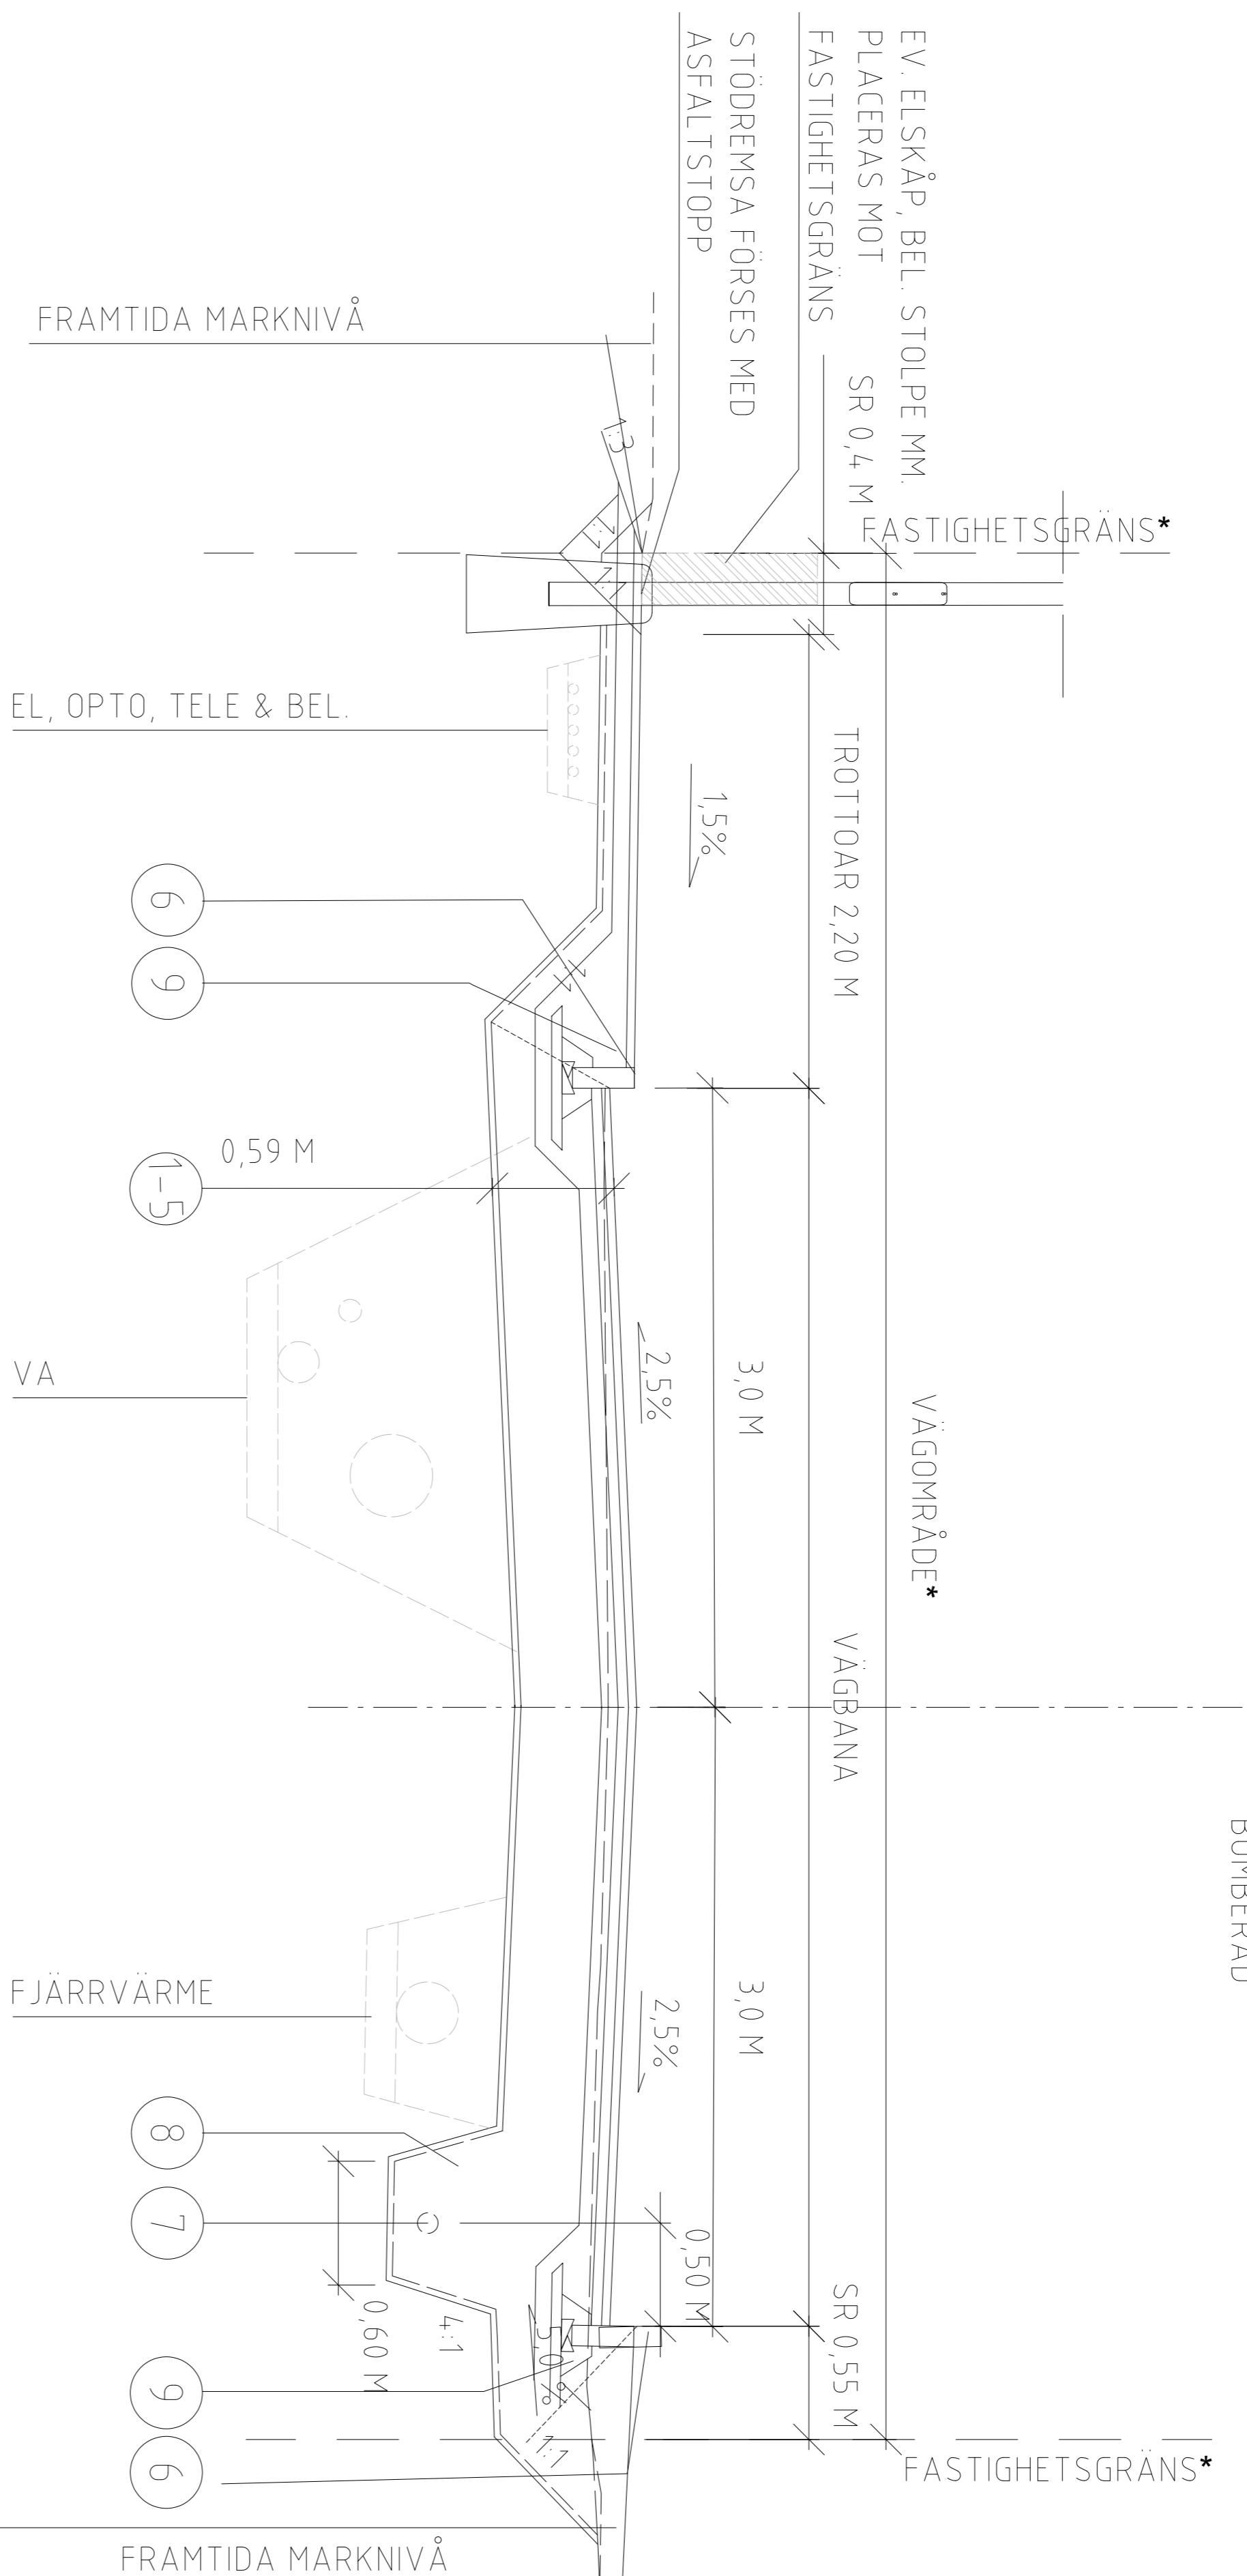 EV. ELSKÅP, BEL. STOLPE MM.
PLACERAS MOT
FASTIGHETSGRÄNS
STÖDREMSA FÖRSES MED
ASFALTSTOPP
FRAMTIDA MARKNIVÅ
SR 0,4 M
FASTIGHETSGRÄNS*
1:3
1:1
1:1
EL, OPTO, TELE & BEL.
TROTTOAR 2,20 M
1,5%
6
9
1:1
0,59 M
1-5
VA
2,5%
3,0 M
VÄGOMRÅDE*
VÄGBANA
BOMBERAD
FJÄRRVÄRME
2,5%
3,0 M
8
7
0,50 M
0,60 M
4:1
5,0%
SR 0,55 M
9
6
1:1
FASTIGHETSGRÄNS*
FRAMTIDA MARKNIVÅ